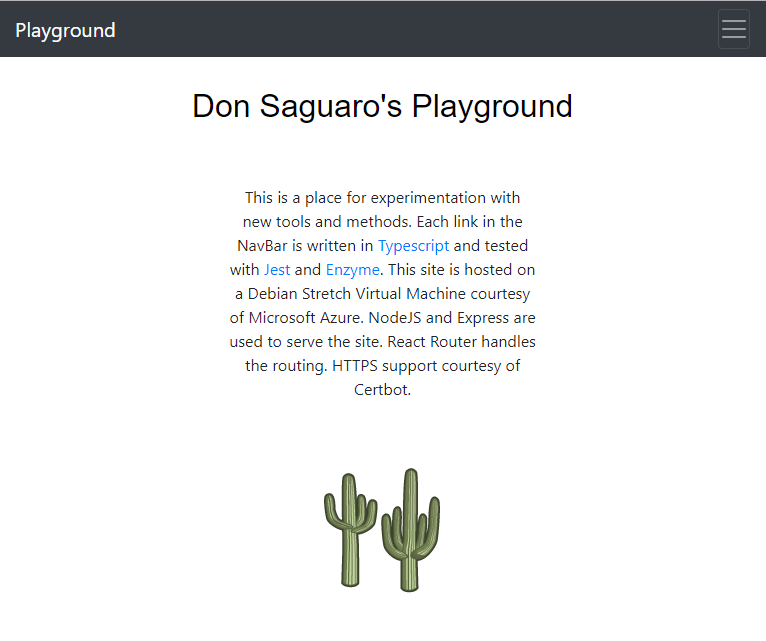 Playground
Don Saguaro's Playground
This is a place for experimentation with
new tools and methods. Each link in the
NavBar is written in Typescript and tested
with Jest and Enzyme. This site is hosted on
a Debian Stretch Virtual Machine courtesy
of Microsoft Azure. NodeJS and Express are
used to serve the site. React Router handles
the routing. HTTPS support courtesy of
Certbot.